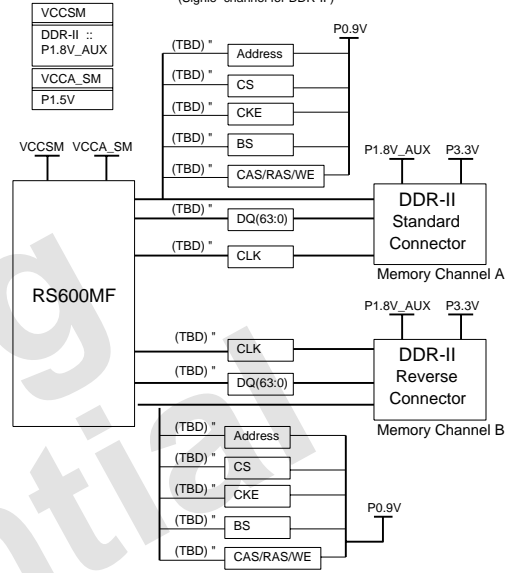 (Signle channel for DDR-II )
VCCSM
DDR-II ::
P1.8V_AUX
VCCA_SM
P1.5V
P0.9V
(TBD) " Address
(TBD) " CS
(TBD) " CKE
(TBD) " BS
(TBD) " CAS/RAS/WE
VCCSM VCCA_SM
P1.8V_AUX P3.3V
(TBD) " DQ(63:0)
(TBD) " CLK
DDR-II
Standard
Connector
Memory Channel A
RS600MF
P1.8V_AUX P3.3V
(TBD) " CLK
(TBD) " DQ(63:0)
DDR-II
Reverse
Connector
Memory Channel B
(TBD) " Address
(TBD) " CS
(TBD) " CKE
(TBD) " BS
(TBD) " CAS/RAS/WE
P0.9V